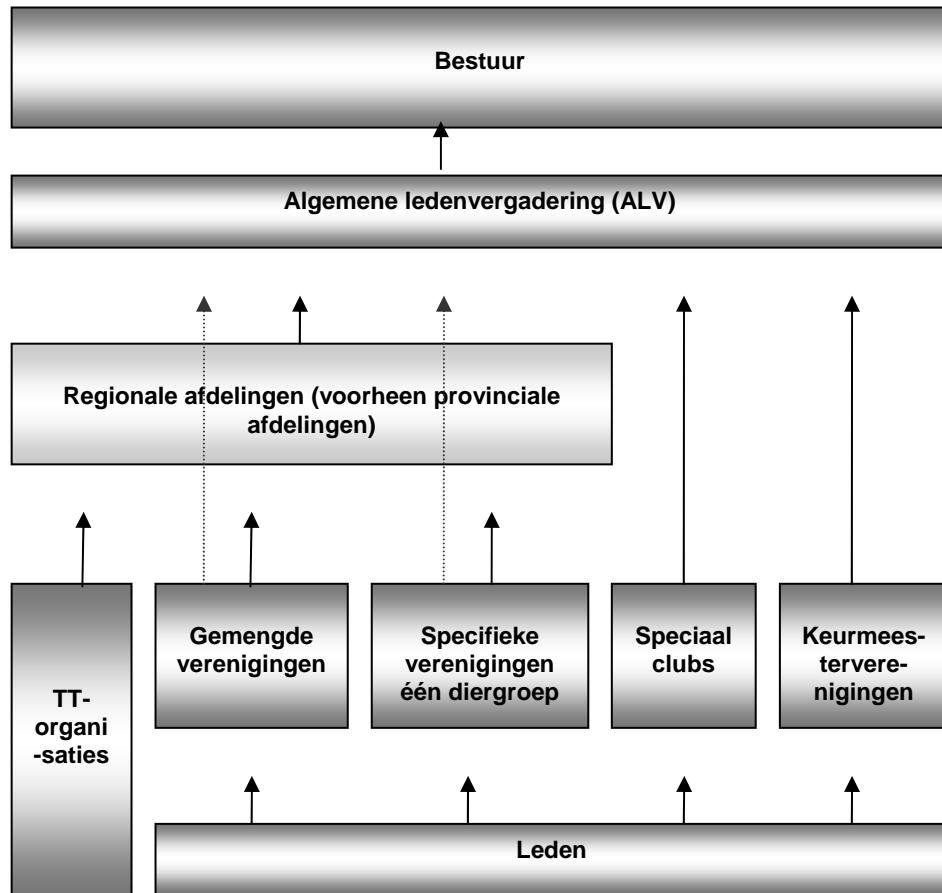 Bestuur
Algemene ledenvergadering (ALV)
Regionale afdelingen (voorheen provinciale
afdelingen)
TT-
organi
-saties
Gemengde
verenigingen
Specifieke
verenigingen
één diergroep
Speciaal
clubs
Keurmees-
tervere-
nigingen
Leden